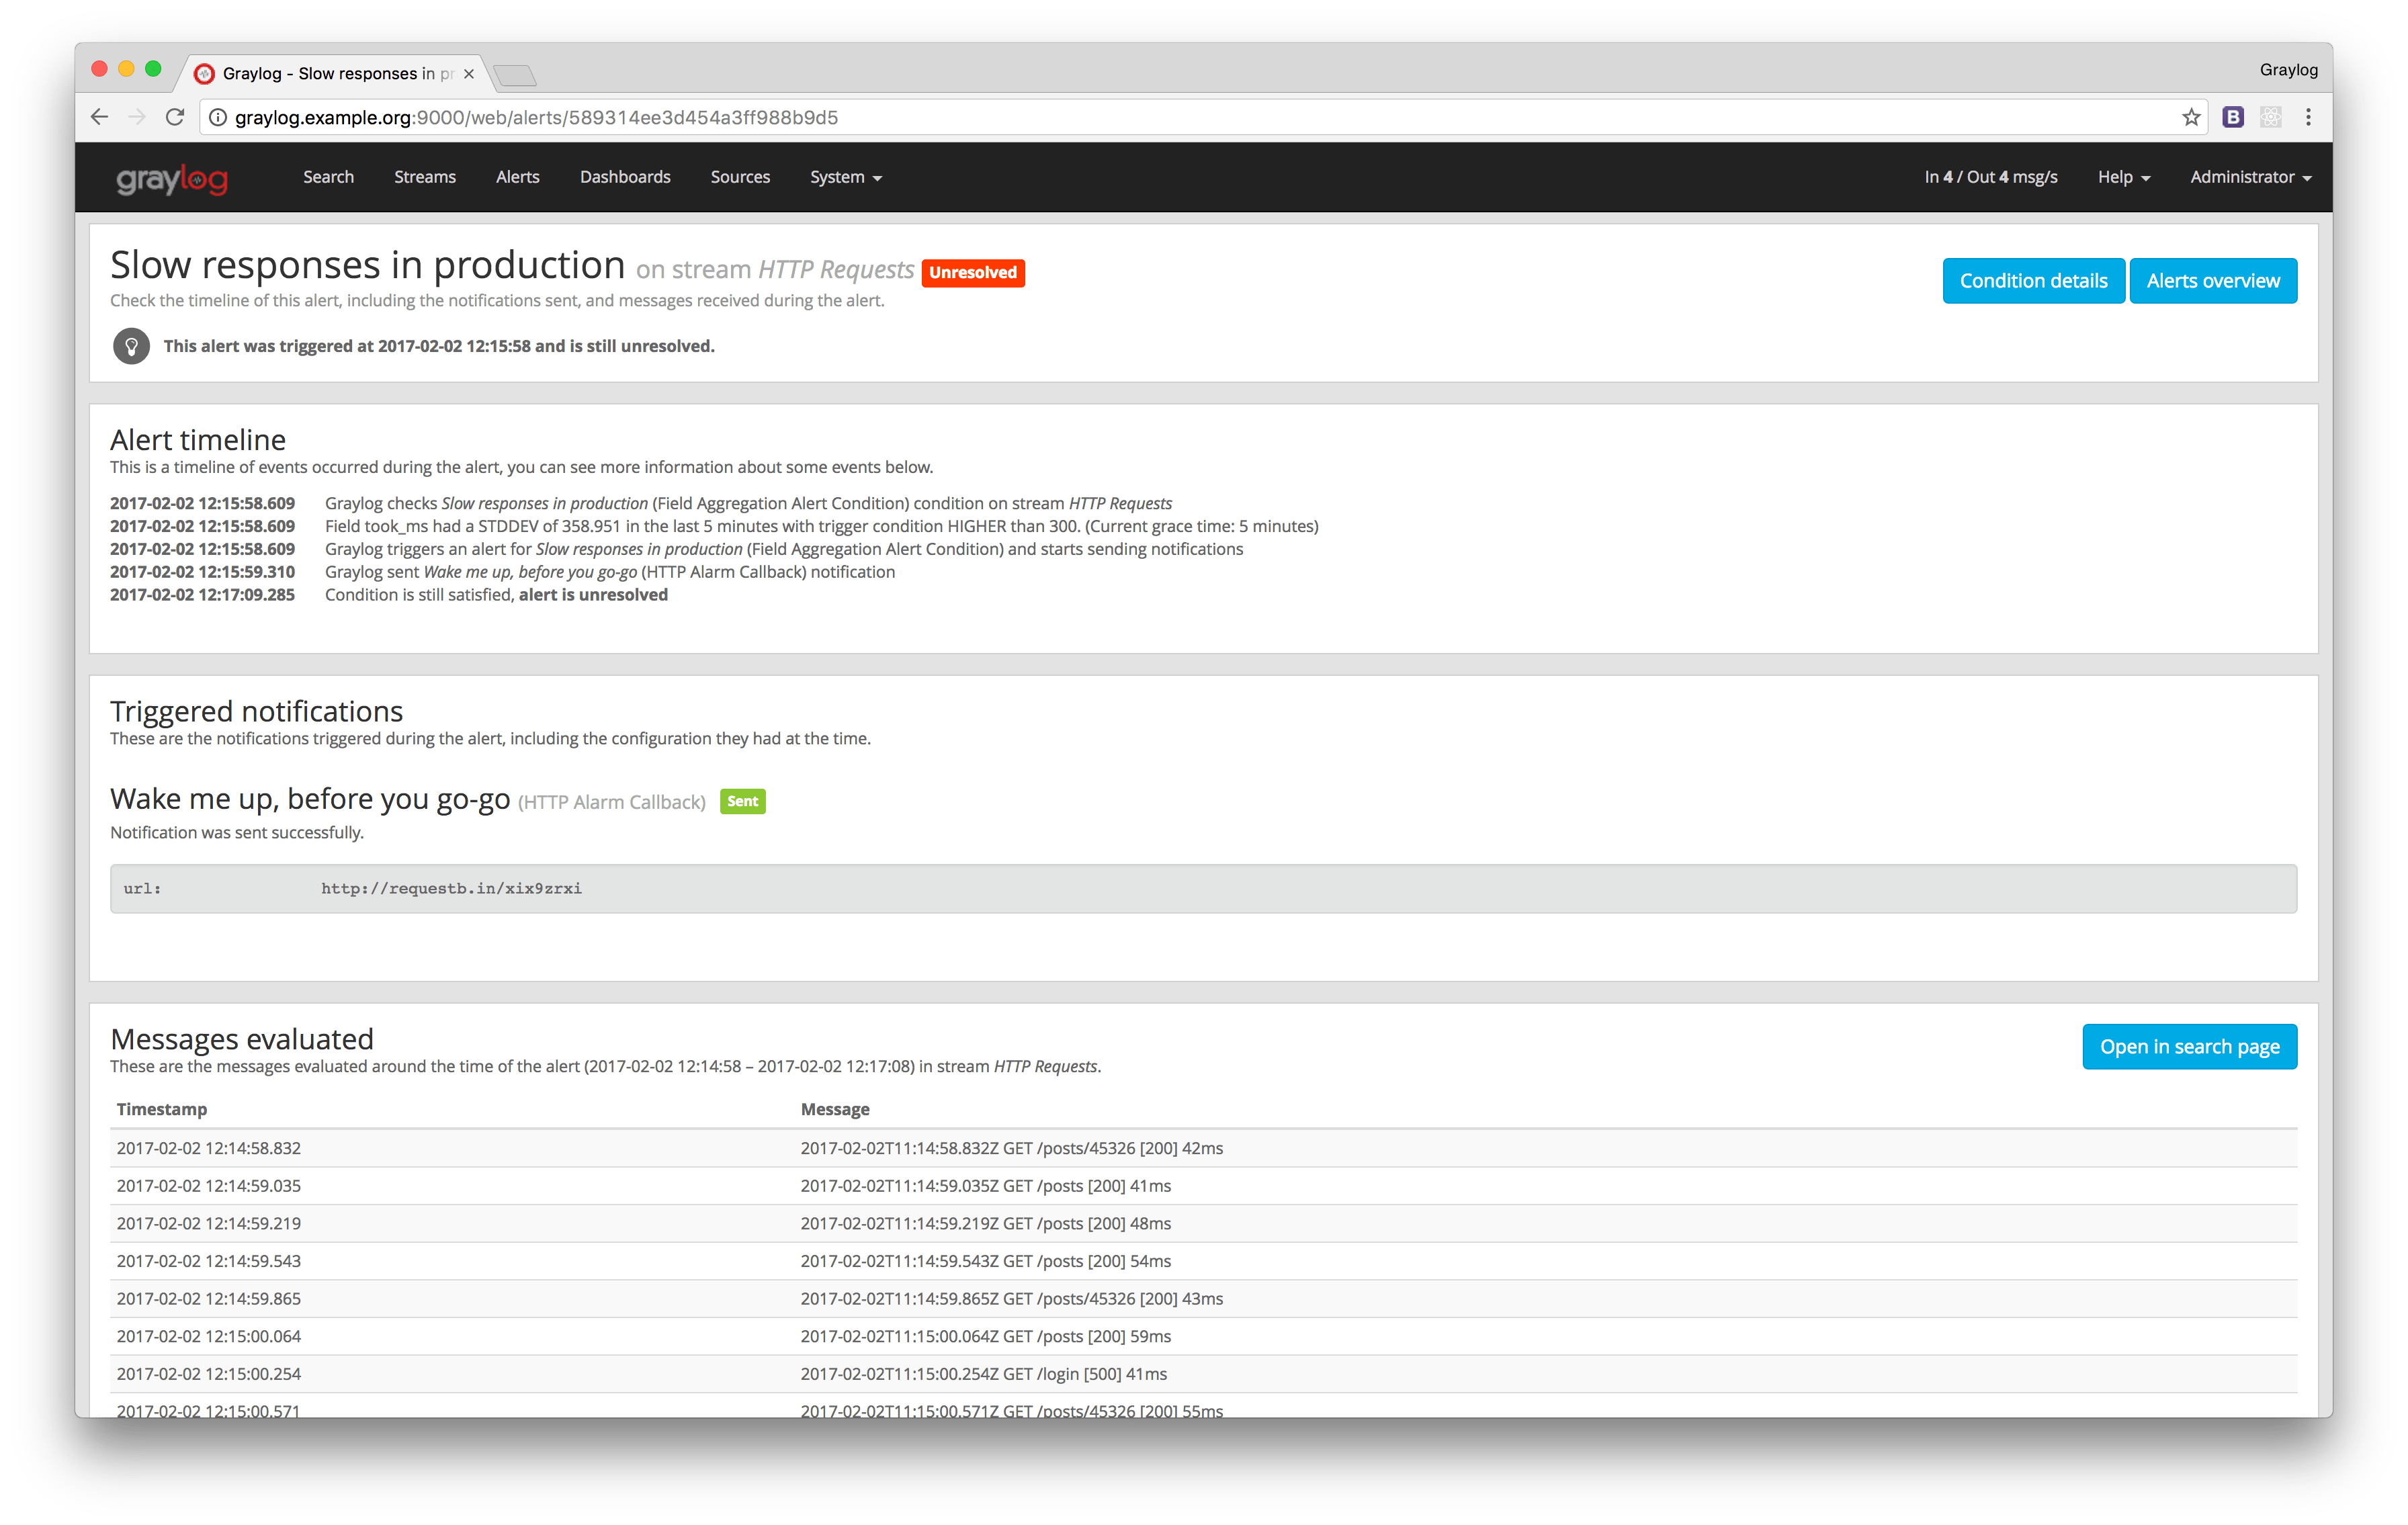 Graylog - Slow responses in pr
Graylog
graylog.example.org:9000/web/alerts/589314ee3d454a3ff988b9d5
B
graylog
Search Streams Alerts Dashboards Sources System In 4 / Out 4 msg/s Help Administrator
Slow responses in production on stream HTTP Requests Unresolved
Condition details Alerts overview
Check the timeline of this alert, including the notifications sent, and messages received during the alert.
This alert was triggered at 2017-02-02 12:15:58 and is still unresolved.
Alert timeline
This is a timeline of events occurred during the alert, you can see more information about some events below.
2017-02-02 12:15:58.609 Graylog checks Slow responses in production (Field Aggregation Alert Condition) condition on stream HTTP Requests
2017-02-02 12:15:58.609 Field took_ms had a STDDEV of 358.951 in the last 5 minutes with trigger condition HIGHER than 300. (Current grace time: 5 minutes)
2017-02-02 12:15:58.609 Graylog triggers an alert for Slow responses in production (Field Aggregation Alert Condition) and starts sending notifications
2017-02-02 12:15:59.310 Graylog sent Wake me up, before you go-go (HTTP Alarm Callback) notification
2017-02-02 12:17:09.285 Condition is still satisfied, alert is unresolved
Triggered notifications
These are the notifications triggered during the alert, including the configuration they had at the time.
Wake me up, before you go-go (HTTP Alarm Callback) Sent
Notification was sent successfully.
url: http://requestb.in/xix9zrxi
Messages evaluated
Open in search page
These are the messages evaluated around the time of the alert (2017-02-02 12:14:58 – 2017-02-02 12:17:08) in stream HTTP Requests.
Timestamp Message
2017-02-02 12:14:58.832 2017-02-02T11:14:58.832Z GET /posts/45326 [200] 42ms
2017-02-02 12:14:59.035 2017-02-02T11:14:59.035Z GET /posts [200] 41ms
2017-02-02 12:14:59.219 2017-02-02T11:14:59.219Z GET /posts [200] 48ms
2017-02-02 12:14:59.543 2017-02-02T11:14:59.543Z GET /posts [200] 54ms
2017-02-02 12:14:59.865 2017-02-02T11:14:59.865Z GET /posts/45326 [200] 43ms
2017-02-02 12:15:00.064 2017-02-02T11:15:00.064Z GET /posts [200] 59ms
2017-02-02 12:15:00.254 2017-02-02T11:15:00.254Z GET /login [500] 41ms
2017-02-02 12:15:00.571 2017-02-02T11:15:00.571Z GET /posts/45326 [200] 55ms